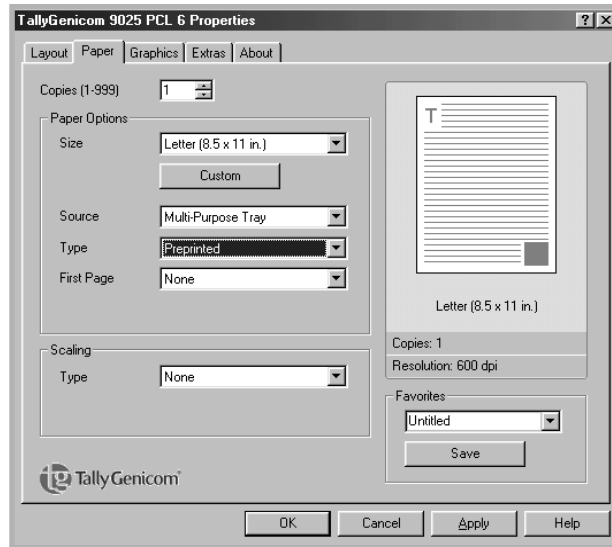 TallyGenicom 9025 PCL 6 Properties
Layout Paper Graphics Extras About
Copies (1-999) 1
Paper Options
Size Letter (8.5 x 11 in.)
Custom
Source Multi-Purpose Tray
Type Preprinted
First Page None
Scaling
Type None
tg TallyGenicom
T
Letter (8.5 x 11 in.)
Copies: 1
Resolution: 600 dpi
Favorites
Untitled
Save
OK Cancel Apply Help